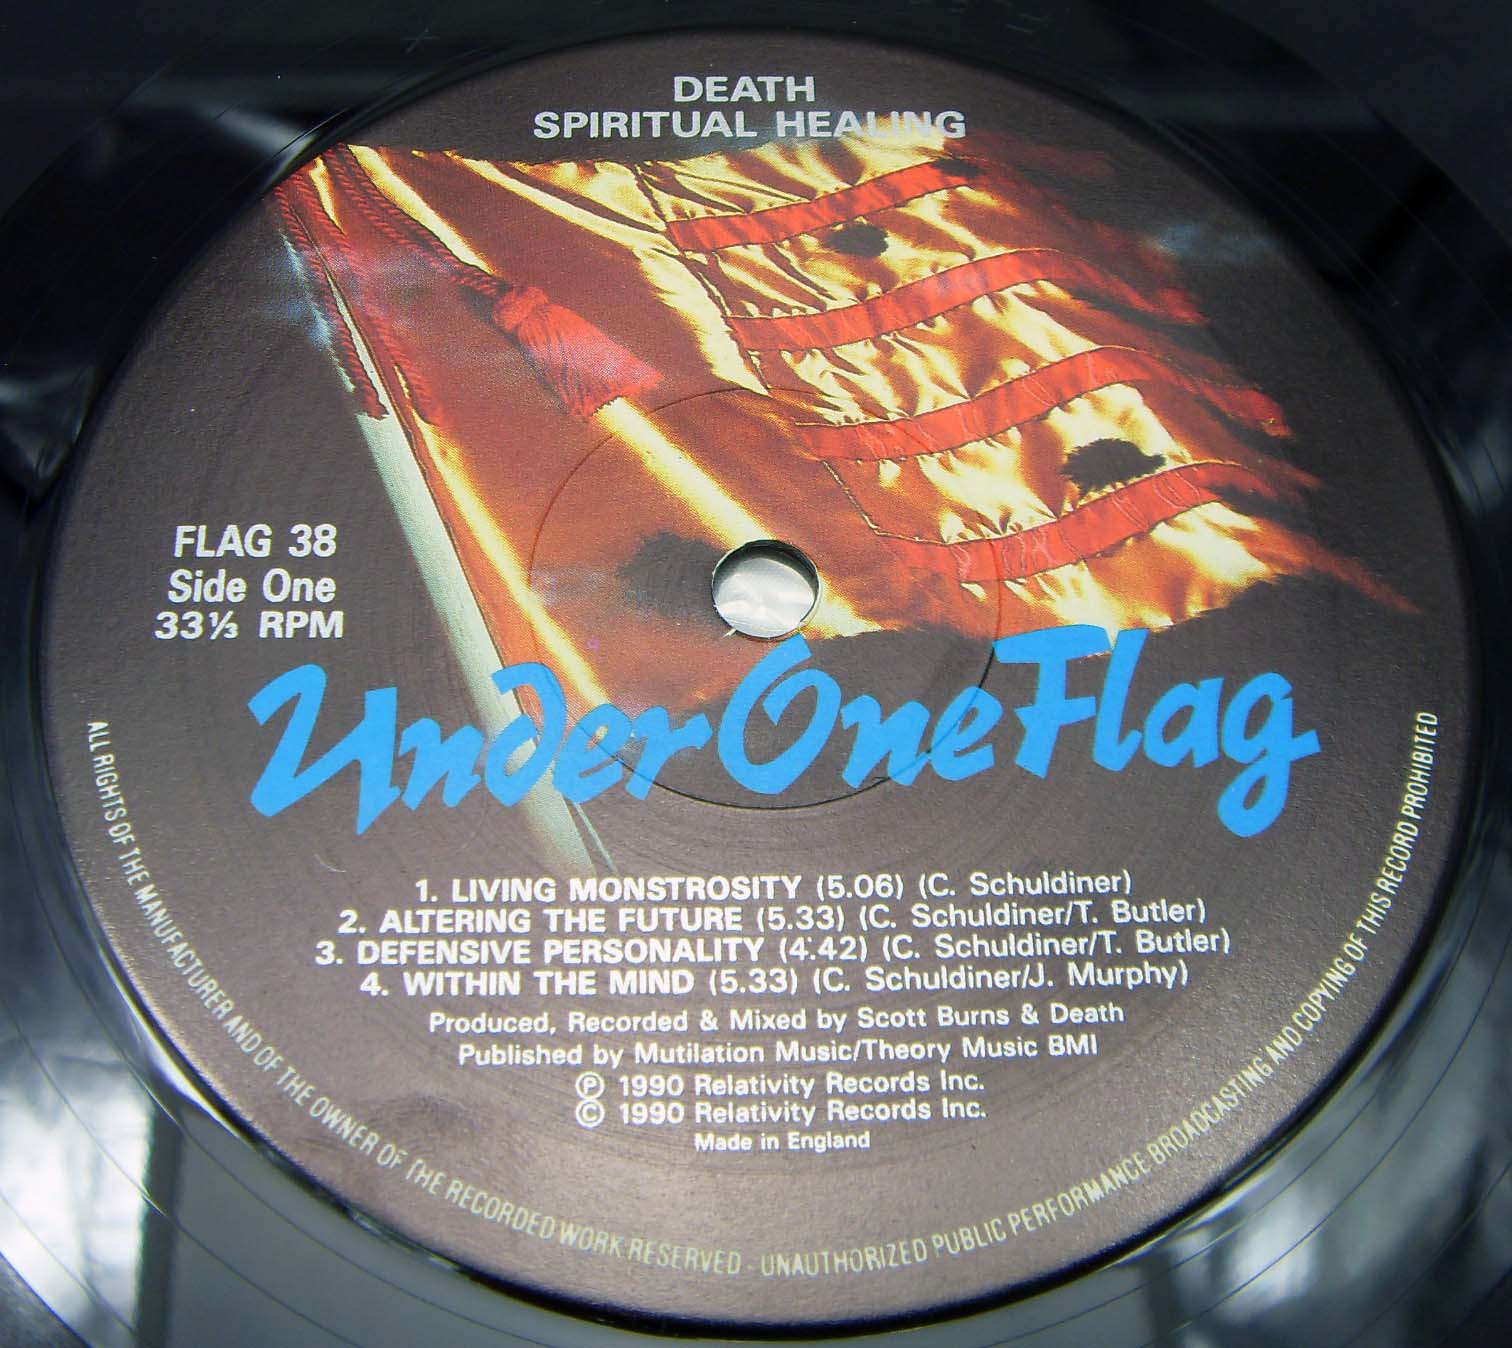 DEATH
SPIRITUAL HEALING
FLAG 38
Side One
33⅓ RPM
Under One Flag
1. LIVING MONSTROSITY (5.06) (C. Schuldiner)
2. ALTERING THE FUTURE (5.33) (C. Schuldiner/T. Butler)
3. DEFENSIVE PERSONALITY (4:42) (C. Schuldiner/T. Butler)
4. WITHIN THE MIND (5.33) (C. Schuldiner/J. Murphy)
Produced, Recorded & Mixed by Scott Burns & Death
Published by Mutilation Music/Theory Music BMI
Ⓟ 1990 Relativity Records Inc.
© 1990 Relativity Records Inc.
Made in England
ALL RIGHTS OF THE MANUFACTURER AND OF THE OWNER OF THE RECORDED WORK RESERVED - UNAUTHORIZED PUBLIC PERFORMANCE BROADCASTING AND COPYING OF THIS RECORD PROHIBITED